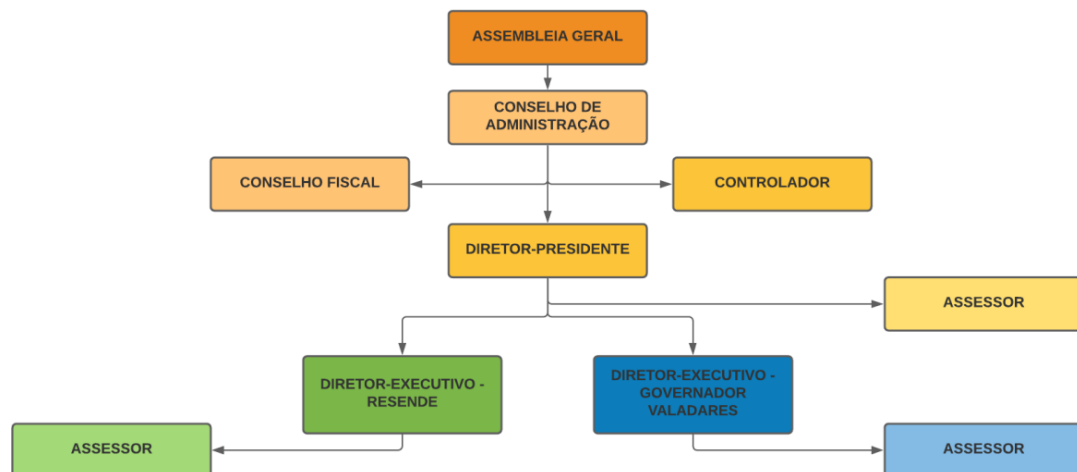 ASSEMBLEIA GERAL
CONSELHO DE
ADMINISTRAÇÃO
CONSELHO FISCAL
CONTROLADOR
DIRETOR-PRESIDENTE
ASSESSOR
DIRETOR-EXECUTIVO -
RESENDE
DIRETOR-EXECUTIVO -
GOVERNADOR
VALADARES
ASSESSOR
ASSESSOR